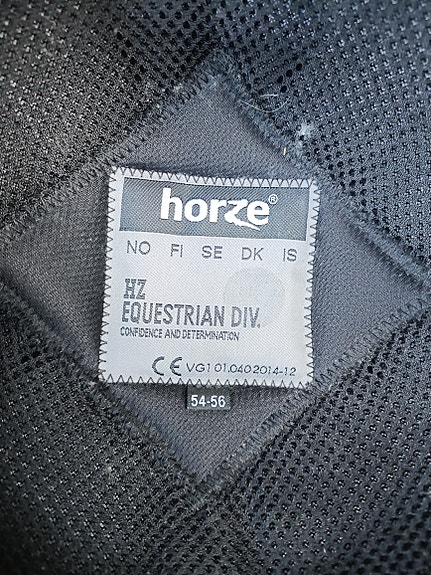 horze®
NO FI SE DK IS
HZ
EQUESTRIAN DIV.
CONFIDENCE AND DETERMINATION
CE VG1 01.040 2014-12
54-56